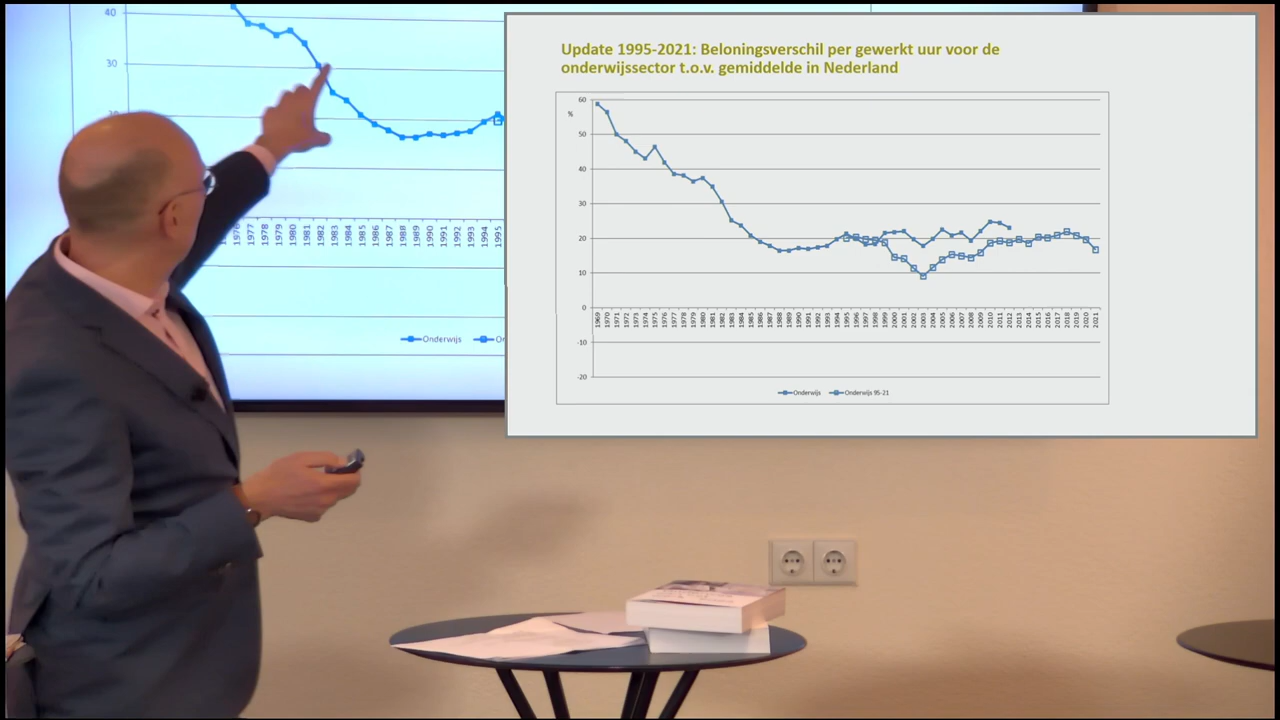 Update 1995-2021: Beloningsverschil per gewerkt uur voor de
onderwijssector t.o.v. gemiddelde in Nederland
60
%
50
40
30
20
10
0
-10
-20
1969 1970 1971 1972 1973 1974 1975 1976 1977 1978 1979 1980 1981 1982 1983 1984 1985 1986 1987 1988 1989 1990 1991 1992 1993 1994 1995 1996 1997 1998 1999 2000 2001 2002 2003 2004 2005 2006 2007 2008 2009 2010 2011 2012 2013 2014 2015 2016 2017 2018 2019 2020 2021
Onderwijs Onderwijs 95-21
40
30
1976 1977 1978 1979 1980 1981 1982 1983 1984 1985 1986 1987 1988 1989 1990 1991 1992 1993 1994 1995
Onderwijs